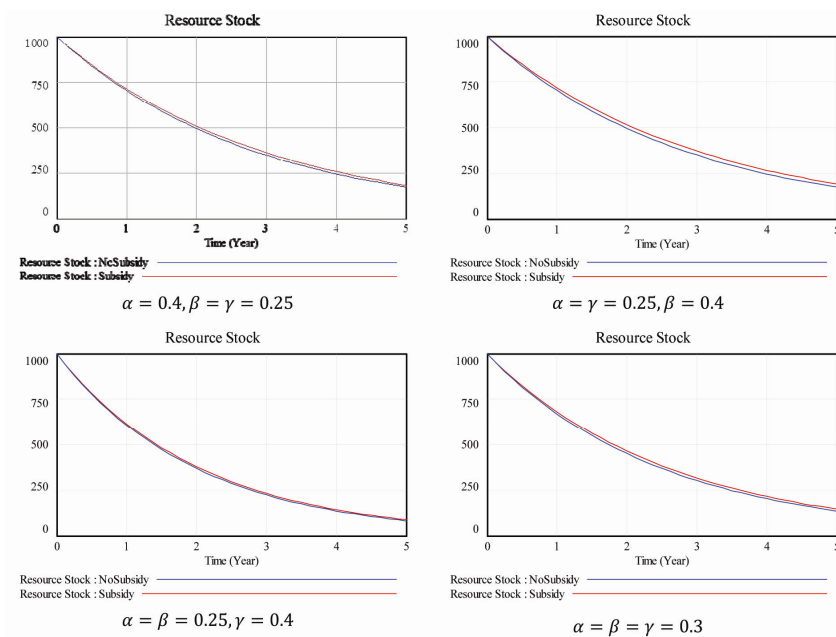 Resource Stock
1000
750
500
250
0
0 1 2 3 4 5
Time (Year)
Resource Stock : NcSubsidy
Resource Stock : Subsidy
α = 0.4, β = γ = 0.25
Resource Stock
1000
750
500
250
0
0 1 2 3 4 5
Time (Year)
Resource Stock : NoSubsidy
Resource Stock : Subsidy
α = γ = 0.25, β = 0.4
Resource Stock
1000
750
500
250
0
0 1 2 3 4 5
Time (Year)
Resource Stock : NoSubsidy
Resource Stock : Subsidy
α = β = 0.25, γ = 0.4
Resource Stock
1000
750
500
250
0
0 1 2 3 4 5
Time (Year)
Resource Stock : NoSubsidy
Resource Stock : Subsidy
α = β = γ = 0.3